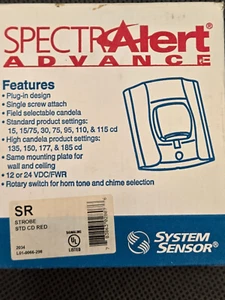 SPECTRAlert®
ADVANCE
Features
• Plug-in design
• Single screw attach
• Field selectable candela
• Standard product settings:
15, 15/75, 30, 75, 95, 110, & 115 cd
• High candela product settings:
135, 150, 177, & 185 cd
• Same mounting plate for
wall and ceiling
• 12 or 24 VDC/FWR
• Rotary switch for horn tone and chime selection
SR
STROBE
STD CD RED
UL
LISTED
SYSTEM
SENSOR®